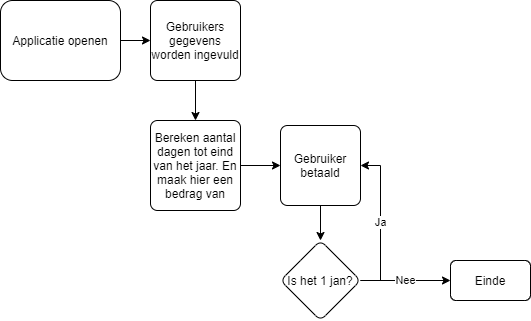 Applicatie openen
Gebruikers
gegevens
worden ingevuld
Bereken aantal
dagen tot eind
van het jaar. En
maak hier een
bedrag van
Gebruiker
betaald
Ja
Is het 1 jan?
Nee
Einde